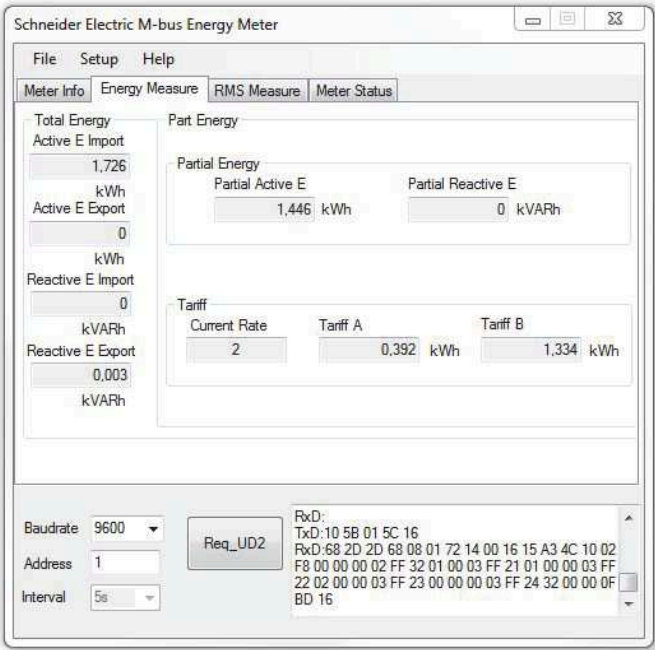 Schneider Electric M-bus Energy Meter
File Setup Help
Meter Info Energy Measure RMS Measure Meter Status
Total Energy
Active E Import
1,726
kWh
Active E Export
0
kWh
Reactive E Import
0
kVARh
Reactive E Export
0,003
kVARh
Part Energy
Partial Energy
Partial Active E Partial Reactive E
1,446 kWh 0 kVARh
Tariff
Current Rate Tariff A Tariff B
2 0,392 kWh 1,334 kWh
Baudrate 9600
Address 1
Interval 5s
Req_UD2
RxD:
TxD:10 5B 01 5C 16
RxD:68 2D 2D 68 08 01 72 14 00 16 15 A3 4C 10 02
F8 00 00 00 02 FF 32 01 00 03 FF 21 01 00 00 03 FF
22 02 00 00 03 FF 23 00 00 00 03 FF 24 32 00 00 0F
BD 16